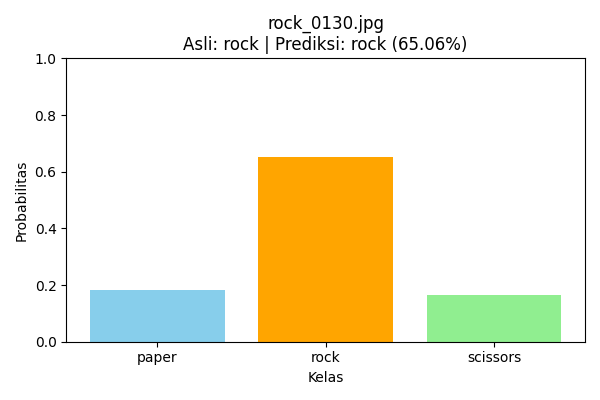 rock_0130.jpg
Asli: rock | Prediksi: rock (65.06%)
1.0
0.8
0.6
0.4
0.2
0.0
Probabilitas
paper rock scissors
Kelas